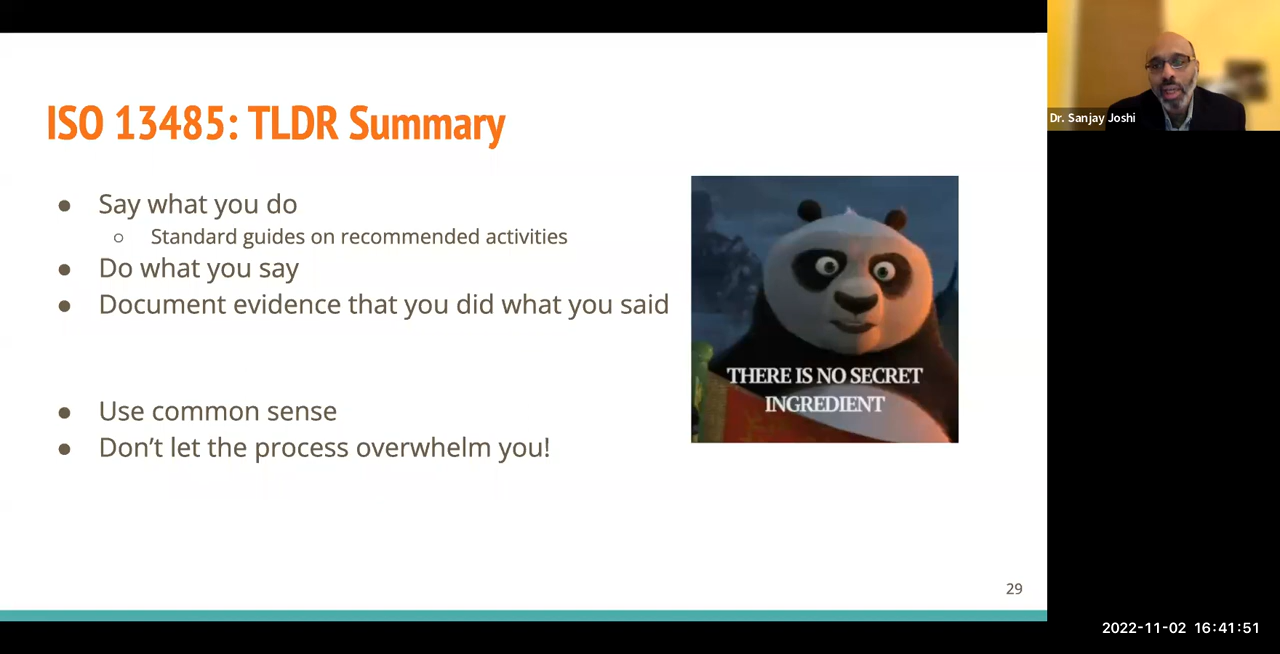 ISO 13485: TLDR Summary
● Say what you do
○ Standard guides on recommended activities
● Do what you say
● Document evidence that you did what you said
● Use common sense
● Don’t let the process overwhelm you!
THERE IS NO SECRET
INGREDIENT
29
Dr. Sanjay Joshi
2022-11-02 16:41:51